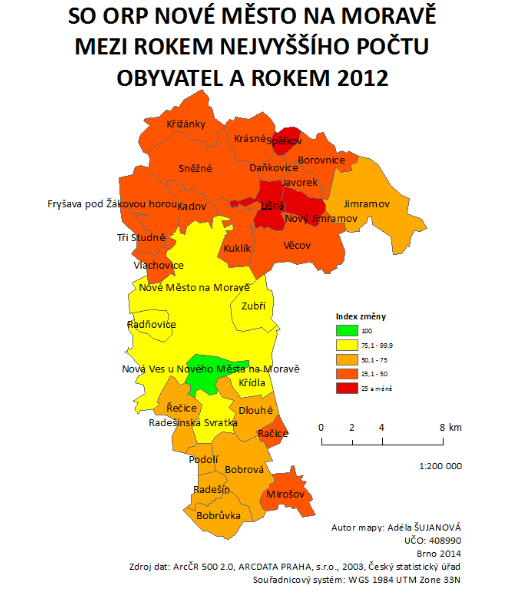 SO ORP NOVÉ MĚSTO NA MORAVĚ
MEZI ROKEM NEJVYŠŠÍHO POČTU
OBYVATEL A ROKEM 2012
Křižánky
Krásné
Spělkov
Borovnice
Sněžné
Daňkovice
Javorek
Fryšava pod Žákovou horou
Kadov
Líšná
Jimramov
Nový Jimramov
Tři Studně
Kuklík
Věcov
Vlachovice
Nové Město na Moravě
Zubří
Radňovice
Index změny
100
75,1 - 99,9
50,1 - 75
25,1 - 50
25 a méně
Nová Ves u Nového Města na Moravě
Křídla
Řečice
Dlouhé
Radešínská Svratka
Račice
0 2 4 8 km
Podolí
Bobrová
1:200 000
Radešín
Mirošov
Bobrůvka
Autor mapy: Adéla ŠUJANOVÁ
UČO: 408990
Brno 2014
Zdroj dat: ArcČR 500 2.0, ARCDATA PRAHA, s.r.o., 2003, Český statistický úřad
Souřadnicový systém: WGS 1984 UTM Zone 33N